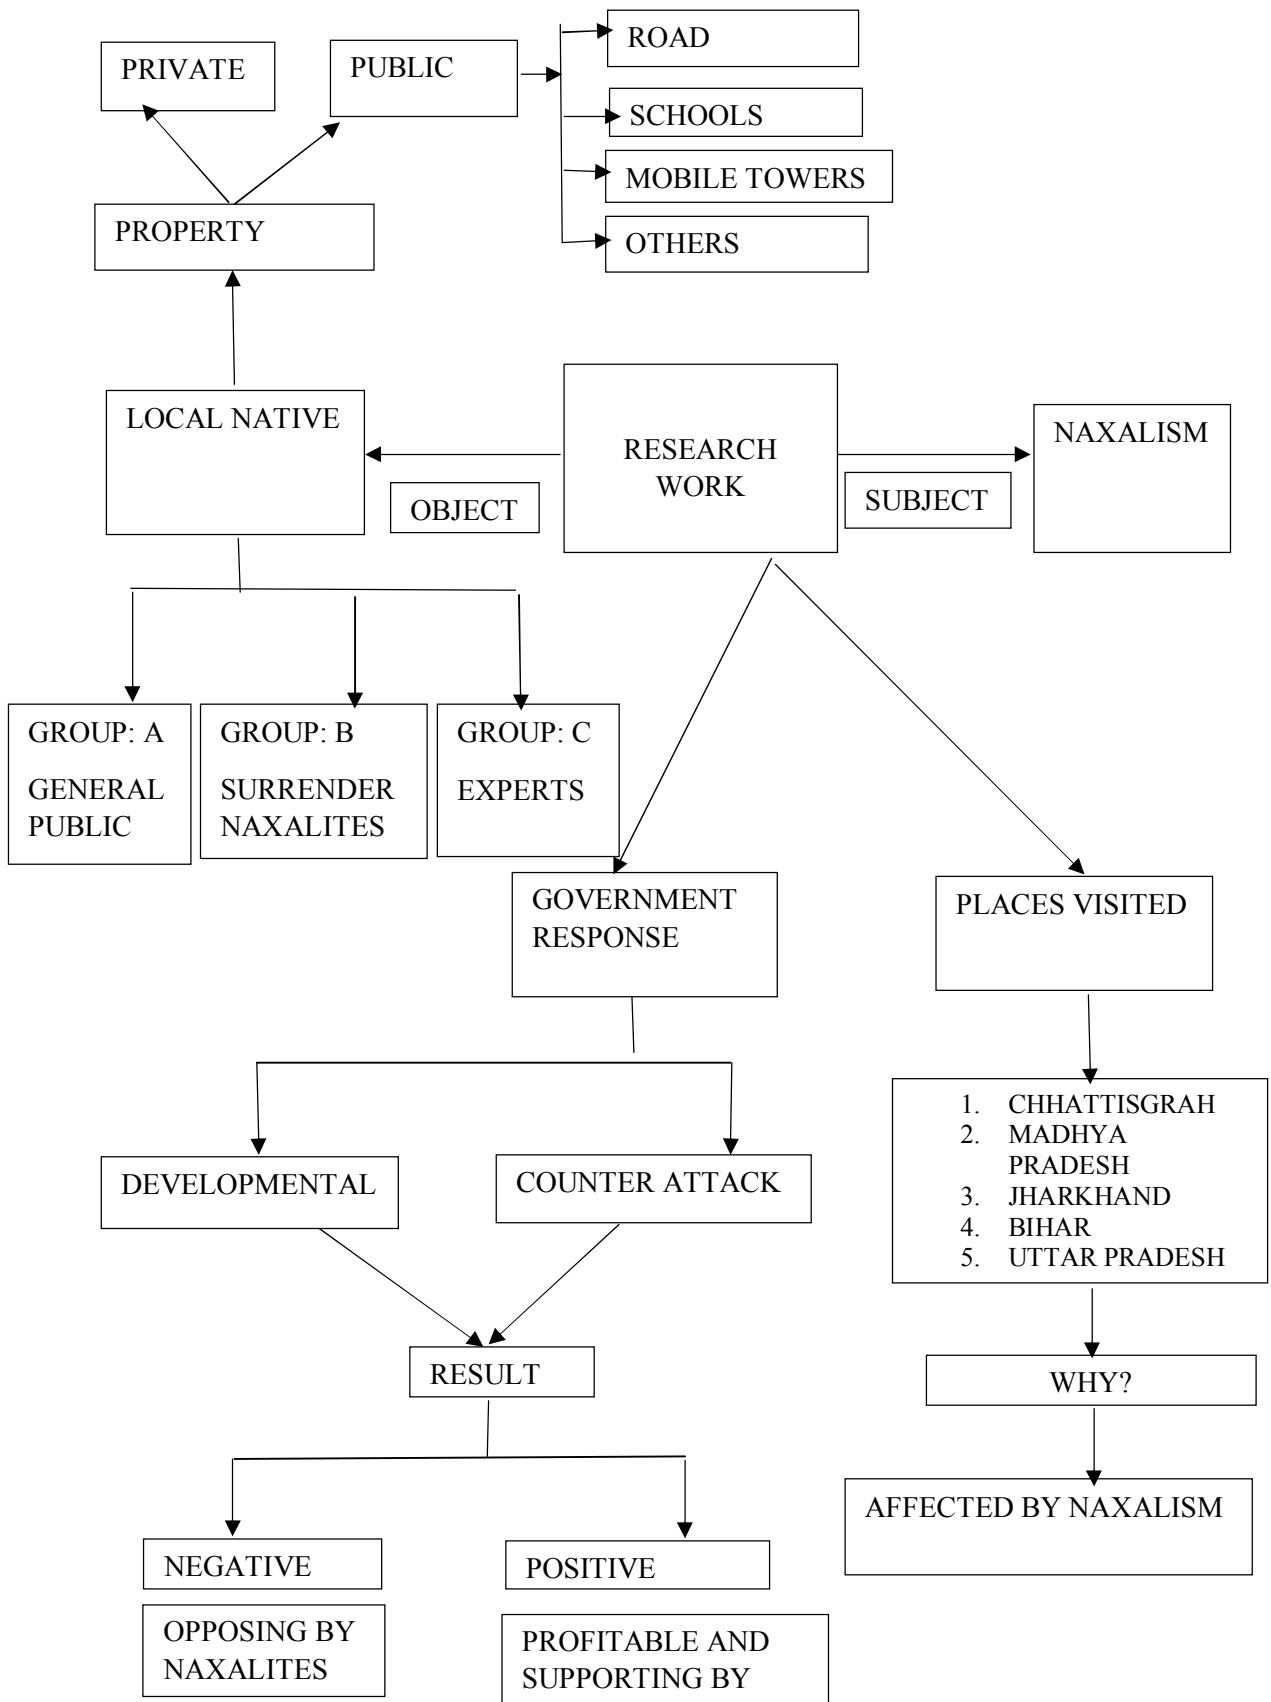 ROAD
PRIVATE
PUBLIC
SCHOOLS
MOBILE TOWERS
PROPERTY
OTHERS
LOCAL NATIVE
RESEARCH
WORK
NAXALISM
OBJECT
SUBJECT
GROUP: A
GENERAL
PUBLIC
GROUP: B
SURRENDER
NAXALITES
GROUP: C
EXPERTS
GOVERNMENT
RESPONSE
PLACES VISITED
1. CHHATTISGRAH
2. MADHYA
PRADESH
3. JHARKHAND
4. BIHAR
5. UTTAR PRADESH
DEVELOPMENTAL
COUNTER ATTACK
RESULT
WHY?
AFFECTED BY NAXALISM
NEGATIVE
POSITIVE
OPPOSING BY
NAXALITES
PROFITABLE AND
SUPPORTING BY